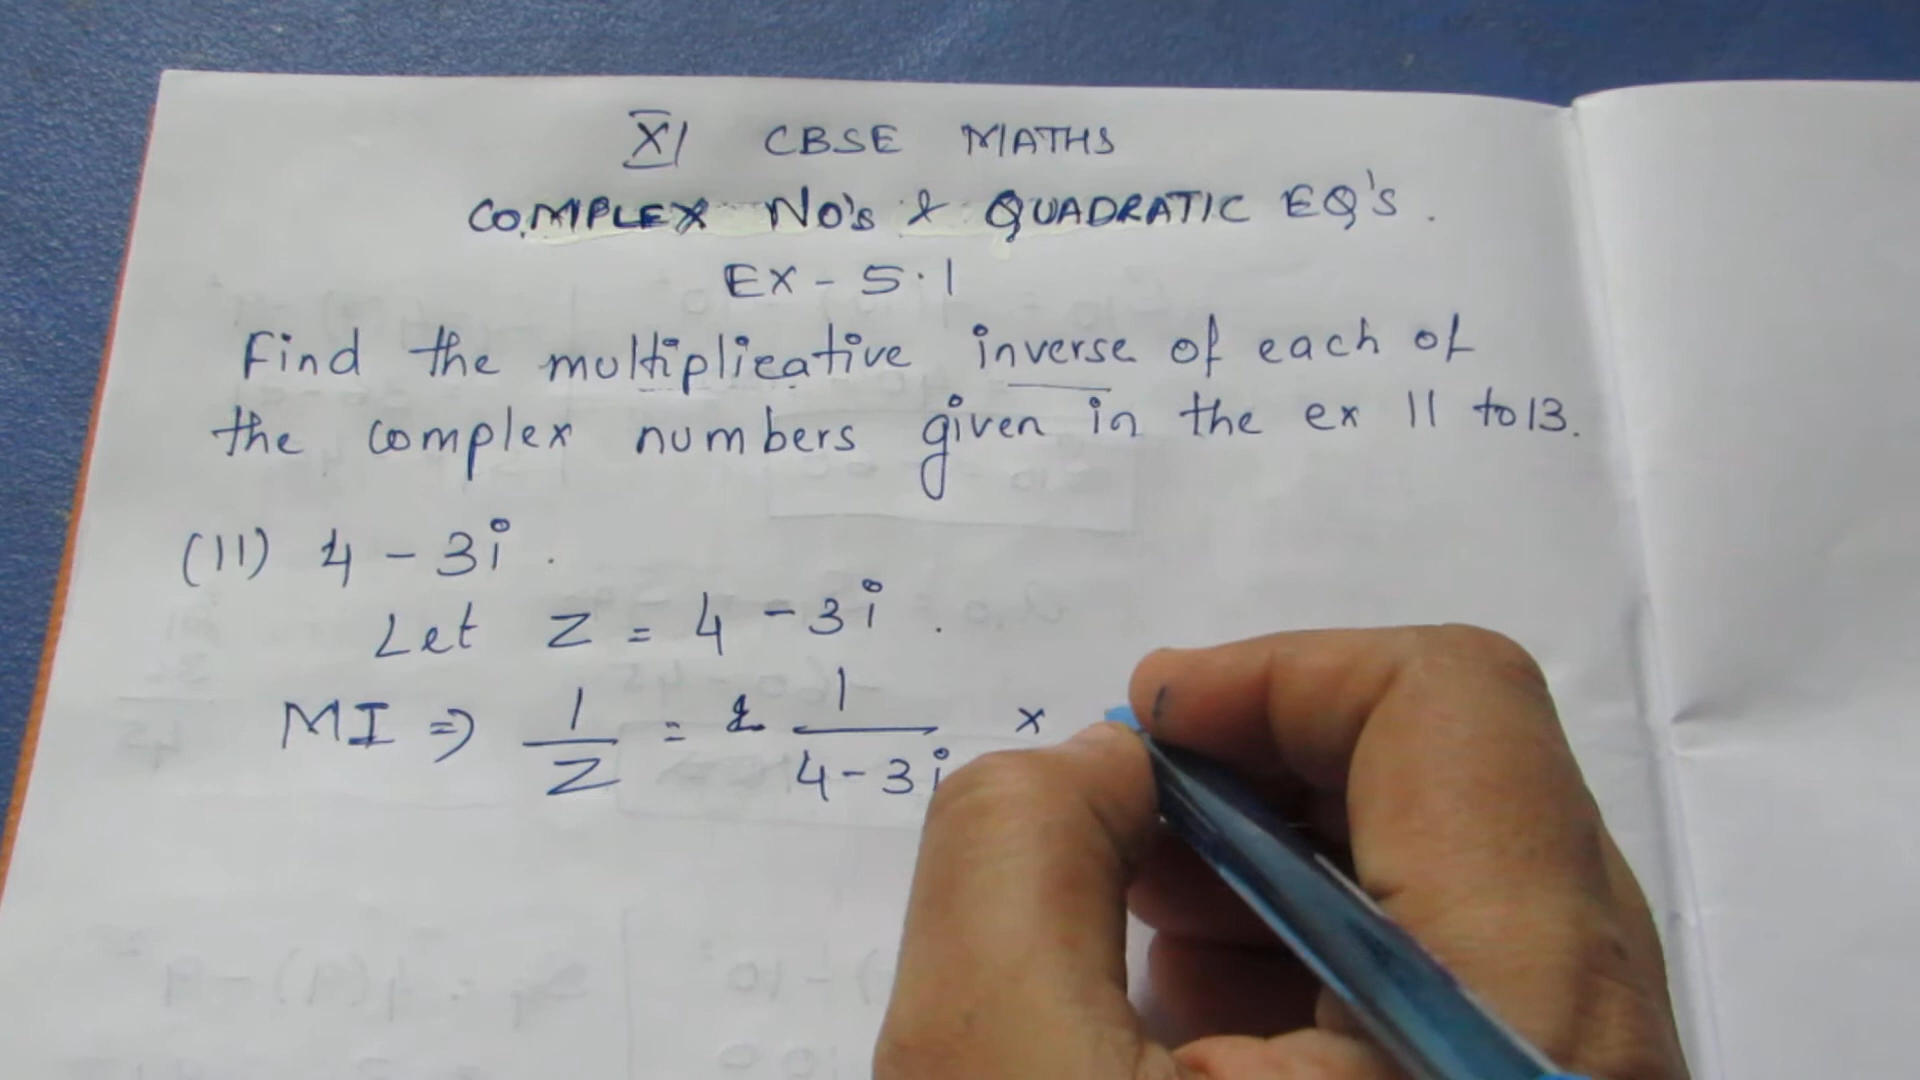 XI CBSE MATHS
COMPLEX No's & QUADRATIC EQ's.
EX - 5.1
Find the multiplicative inverse of each of
the complex numbers given in the ex 11 to 13.
(11) 4 - 3i.
Let Z = 4 - 3i.
MI ⇒ 1/Z = 1/(4-3i) ×